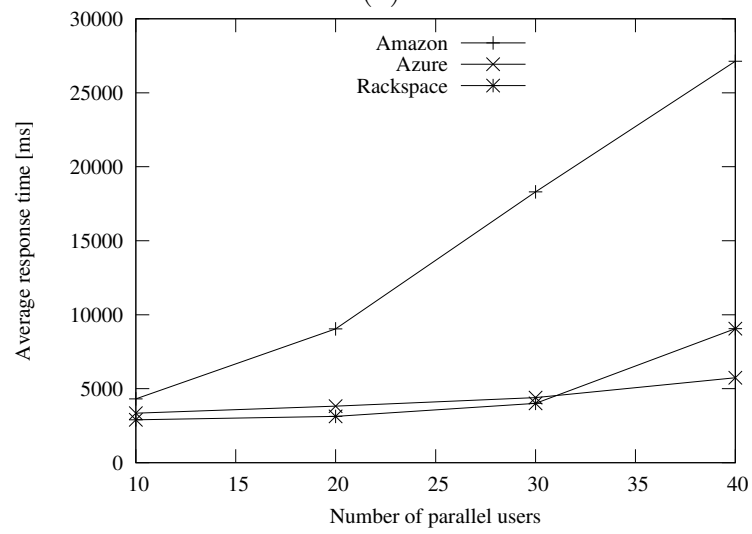 30000
25000
20000
15000
10000
5000
0
Average response time [ms]
Amazon
Azure
Rackspace
10 15 20 25 30 35 40
Number of parallel users